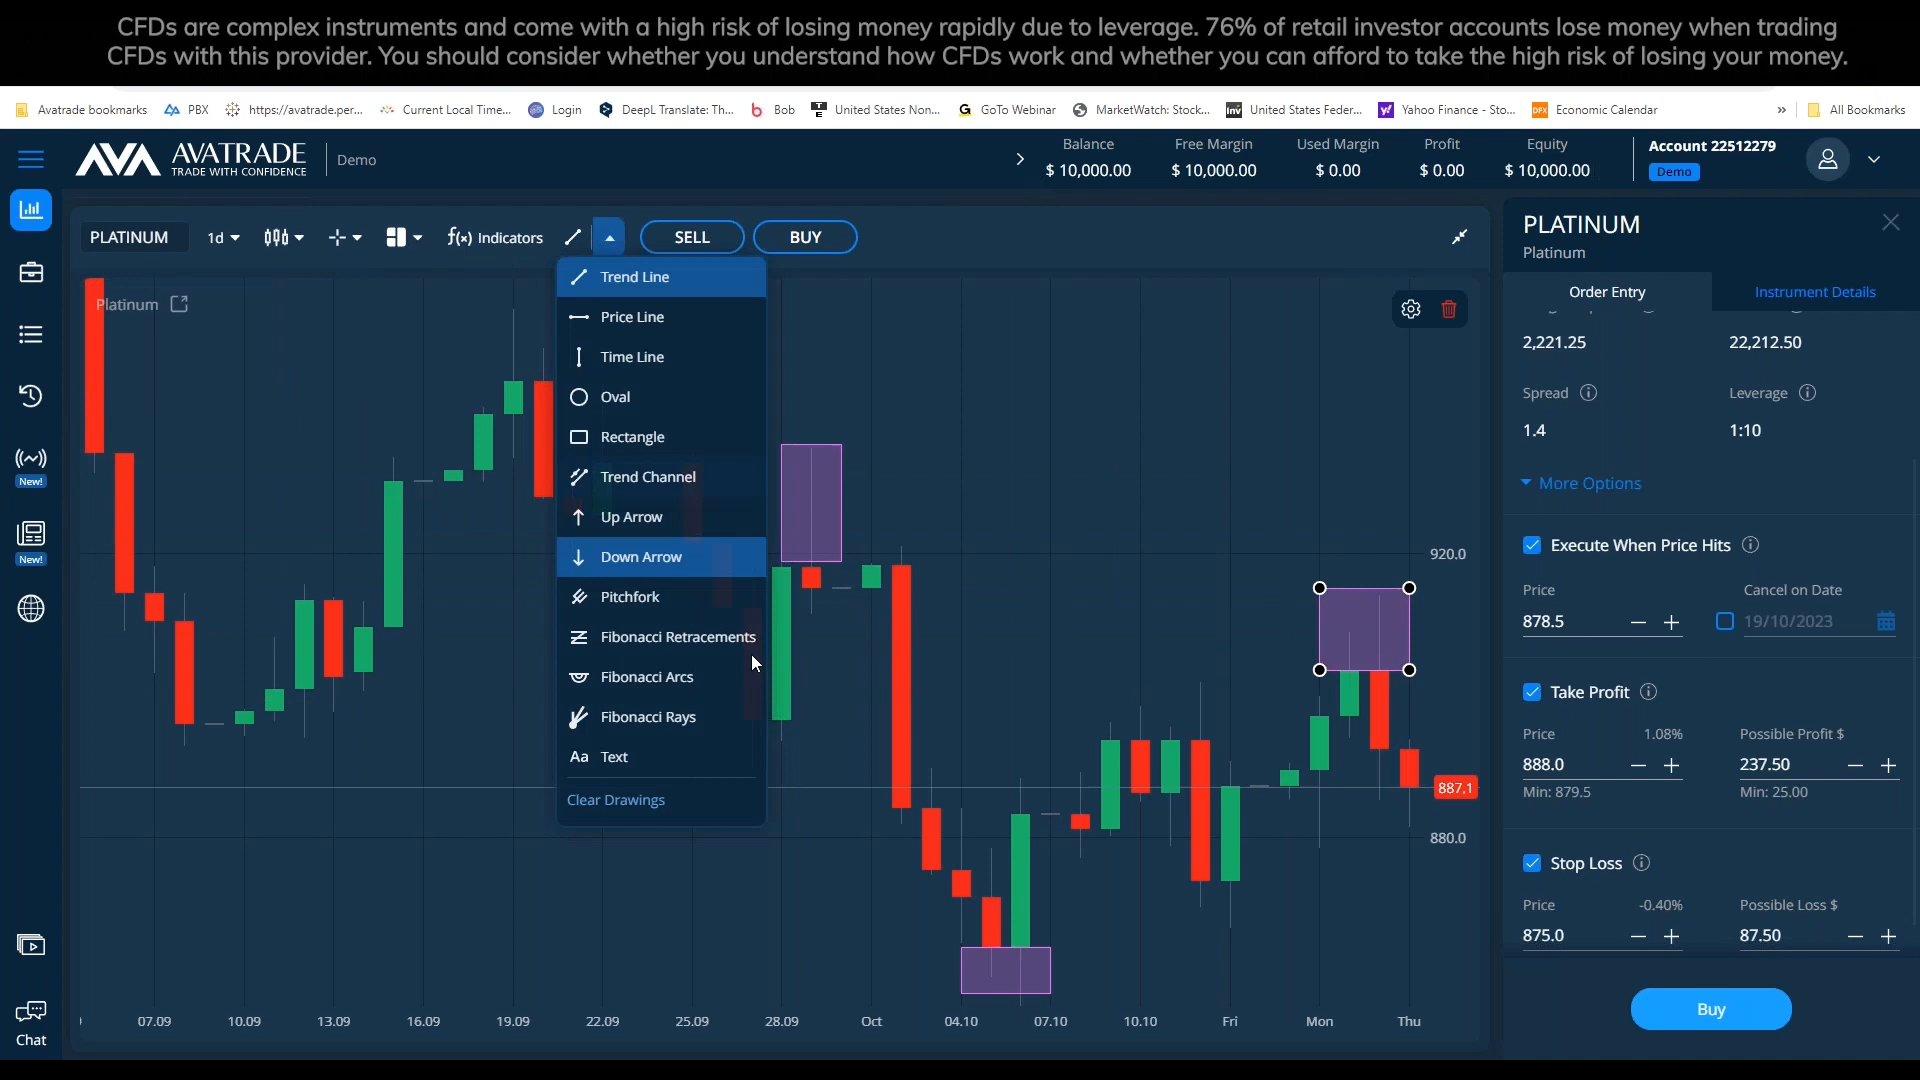 CFDs are complex instruments and come with a high risk of losing money rapidly due to leverage. 76% of retail investor accounts lose money when trading
CFDs with this provider. You should consider whether you understand how CFDs work and whether you can afford to take the high risk of losing your money.
Avatrade bookmarks PBX https://avatrade.per... Current Local Time... Login DeepL Translate: Th... Bob United States Non... GoTo Webinar MarketWatch: Stock... United States Feder... Yahoo Finance - Sto... Economic Calendar » All Bookmarks
AVA AVATRADE
TRADE WITH CONFIDENCE
Demo
Balance Free Margin Used Margin Profit Equity
$ 10,000.00 $ 10,000.00 $ 0.00 $ 0.00 $ 10,000.00
Account 22512279
Demo
PLATINUM 1d f(x) Indicators SELL BUY
Platinum
Trend Line
Price Line
Time Line
Oval
Rectangle
Trend Channel
Up Arrow
Down Arrow
Pitchfork
Fibonacci Retracements
Fibonacci Arcs
Fibonacci Rays
Aa Text
Clear Drawings
920.0
887.1
880.0
07.09 10.09 13.09 16.09 19.09 22.09 25.09 28.09 Oct 04.10 07.10 10.10 Fri Mon Thu
New!
New!
Chat
PLATINUM
Platinum
Order Entry Instrument Details
2,221.25 22,212.50
Spread Leverage
1.4 1:10
More Options
Execute When Price Hits
Price Cancel on Date
878.5 19/10/2023
Take Profit
Price 1.08% Possible Profit $
888.0 237.50
Min: 879.5 Min: 25.00
Stop Loss
Price -0.40% Possible Loss $
875.0 87.50
Buy